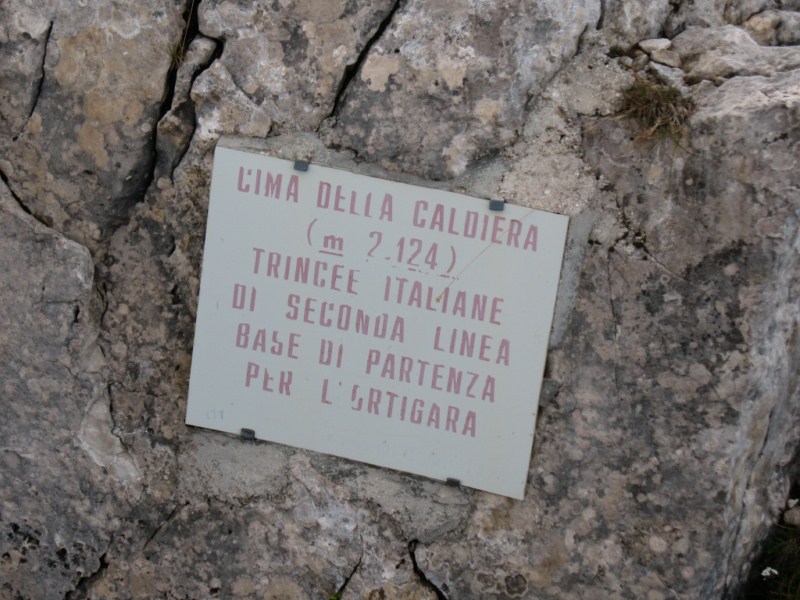 CIMA DELLA CALDIERA
(m 2.124)
TRINCEE ITALIANE
DI SECONDA LINEA
BASE DI PARTENZA
PER L'ORTIGARA